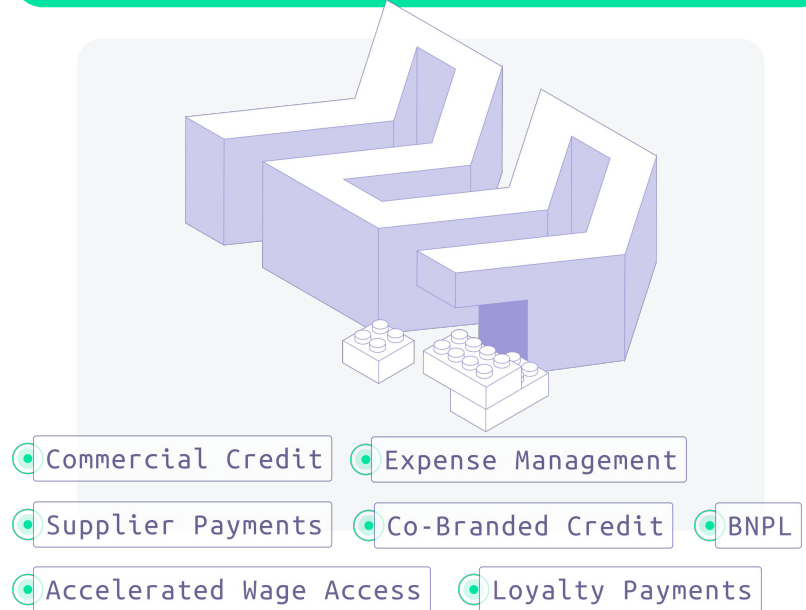 Commercial Credit
Expense Management
Supplier Payments
Co-Branded Credit
BNPL
Accelerated Wage Access
Loyalty Payments